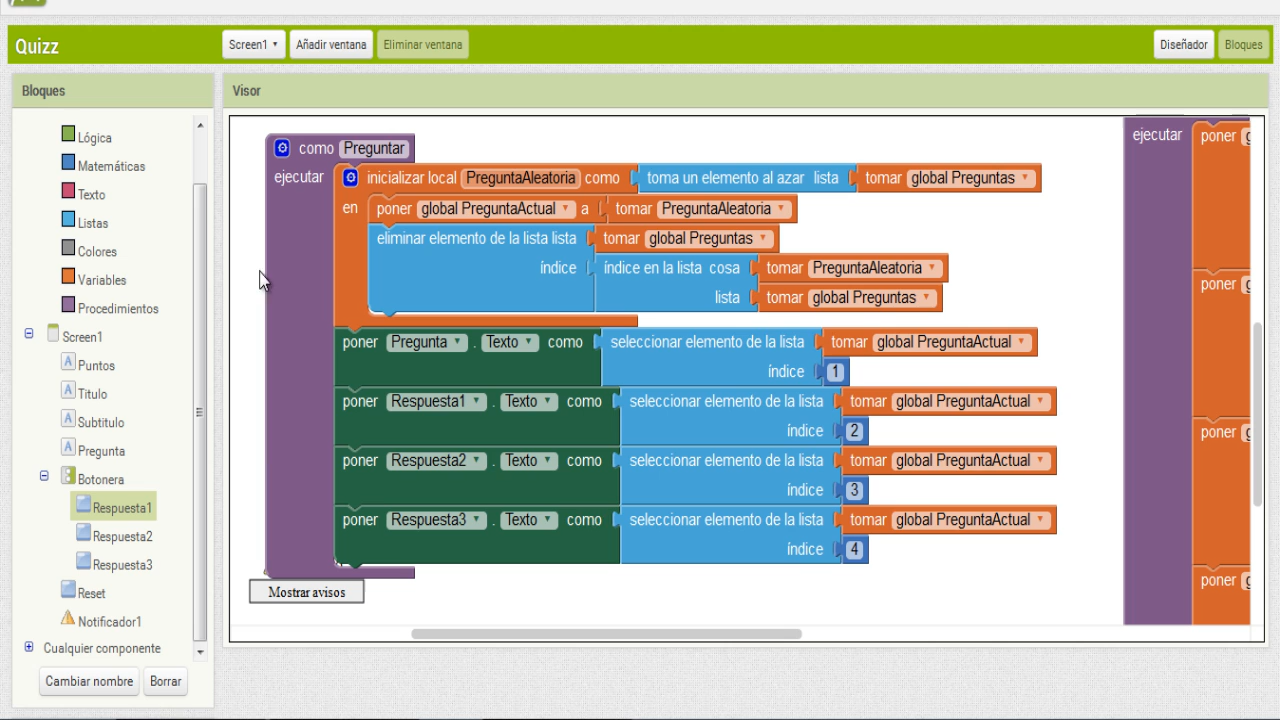 Quizz
Screen1 Añadir ventana Eliminar ventana Diseñador Bloques
Bloques
Visor
Lógica
Matemáticas
Texto
Listas
Colores
Variables
Procedimientos
Screen1
Puntos
Titulo
Subtitulo
Pregunta
Botonera
Respuesta1
Respuesta2
Respuesta3
Reset
Notificador1
Cualquier componente
Cambiar nombre Borrar
como Preguntar
ejecutar inicializar local PreguntaAleatoria como toma un elemento al azar lista tomar global Preguntas
en poner global PreguntaActual a tomar PreguntaAleatoria
eliminar elemento de la lista lista tomar global Preguntas
índice índice en la lista cosa tomar PreguntaAleatoria
lista tomar global Preguntas
poner Pregunta . Texto como seleccionar elemento de la lista tomar global PreguntaActual
índice 1
poner Respuesta1 . Texto como seleccionar elemento de la lista tomar global PreguntaActual
índice 2
poner Respuesta2 . Texto como seleccionar elemento de la lista tomar global PreguntaActual
índice 3
poner Respuesta3 . Texto como seleccionar elemento de la lista tomar global PreguntaActual
índice 4
Mostrar avisos
ejecutar poner
poner
poner
poner